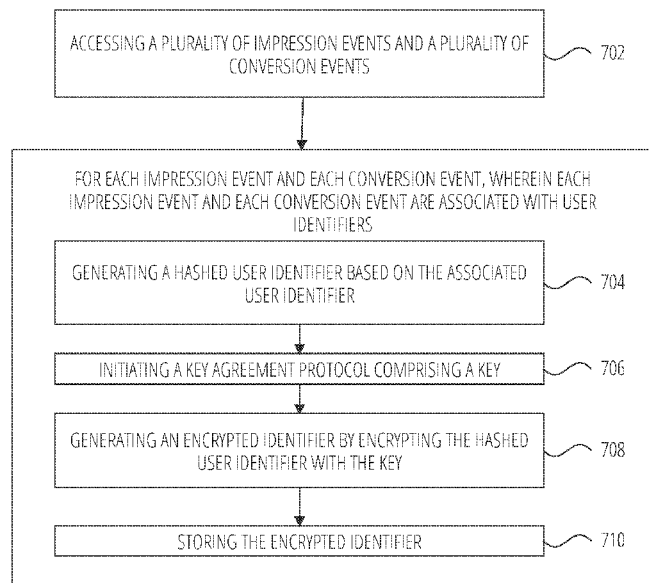 ACCESSING A PLURALITY OF IMPRESSION EVENTS AND A PLURALITY OF
CONVERSION EVENTS
702
FOR EACH IMPRESSION EVENT AND EACH CONVERSION EVENT, WHEREIN EACH
IMPRESSION EVENT AND EACH CONVERSION EVENT ARE ASSOCIATED WITH USER
IDENTIFIERS
GENERATING A HASHED USER IDENTIFIER BASED ON THE ASSOCIATED
USER IDENTIFIER
704
INITIATING A KEY AGREEMENT PROTOCOL COMPRISING A KEY
706
GENERATING AN ENCRYPTED IDENTIFIER BY ENCRYPTING THE HASHED
USER IDENTIFIER WITH THE KEY
708
STORING THE ENCRYPTED IDENTIFIER
710